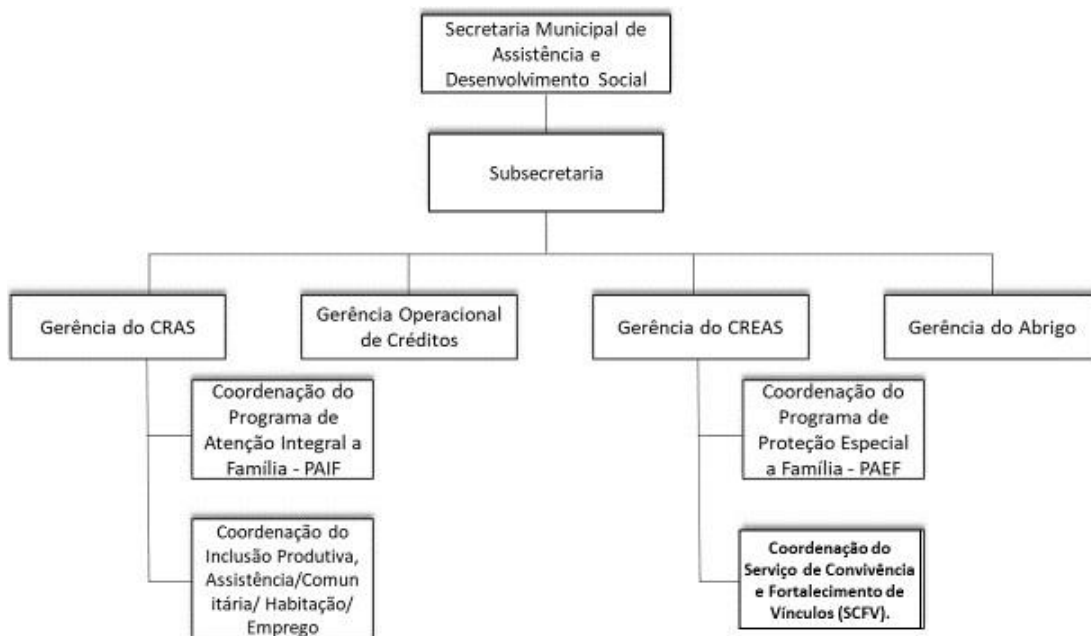 Secretaria Municipal de
Assistência e
Desenvolvimento Social
Subsecretaria
Gerência do CRAS
Gerência Operacional
de Créditos
Gerência do CREAS
Gerência do Abrigo
Coordenação do
Programa de
Atenção Integral a
Família - PAIF
Coordenação do
Programa de
Proteção Especial
a Família - PAEF
Coordenação do
Inclusão Produtiva,
Assistência/Comun
itária/ Habitação/
Emprego
Coordenação do
Serviço de Convivência
e Fortalecimento de
Vínculos (SCFV).